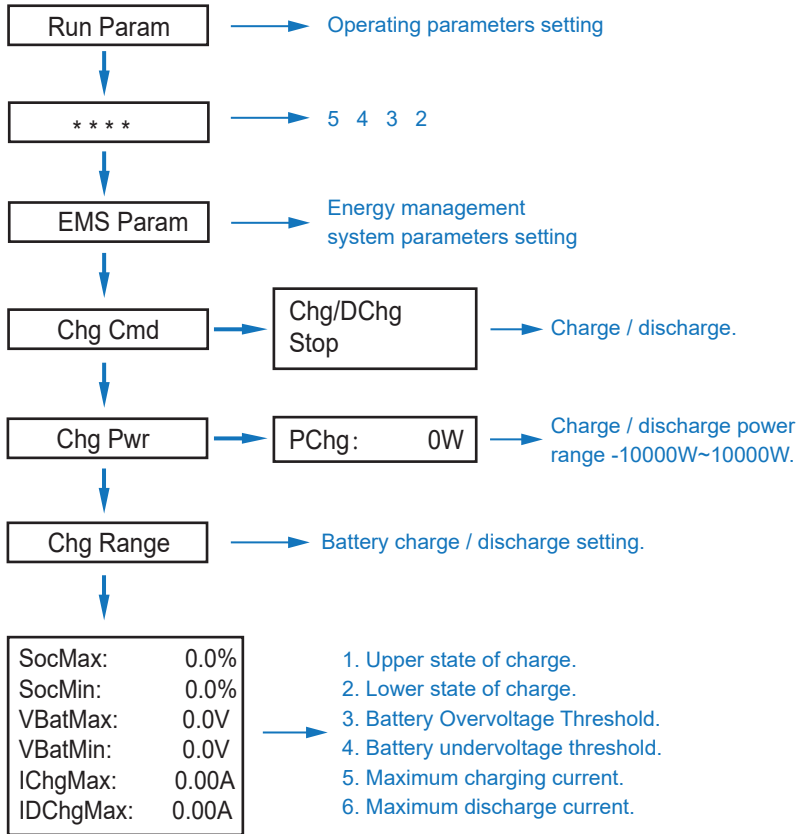 Run Param
Operating parameters setting
* * * *
5 4 3 2
EMS Param
Energy management
system parameters setting
Chg Cmd
Chg/DChg
Stop
Charge / discharge.
Chg Pwr
PChg: 0W
Charge / discharge power
range -10000W~10000W.
Chg Range
Battery charge / discharge setting.
SocMax: 0.0%
SocMin: 0.0%
VBatMax: 0.0V
VBatMin: 0.0V
IChgMax: 0.00A
IDChgMax: 0.00A
1. Upper state of charge.
2. Lower state of charge.
3. Battery Overvoltage Threshold.
4. Battery undervoltage threshold.
5. Maximum charging current.
6. Maximum discharge current.